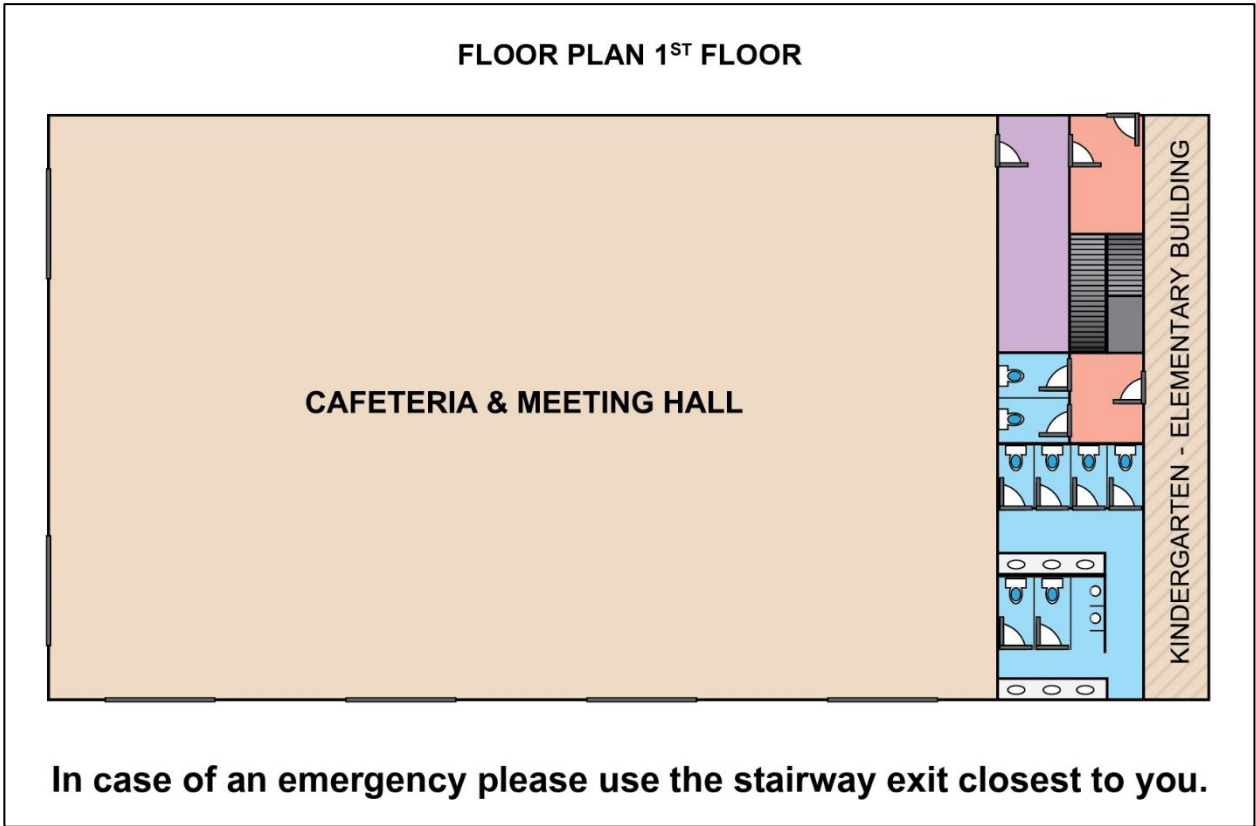 FLOOR PLAN 1ST FLOOR
CAFETERIA & MEETING HALL
KINDERGARTEN - ELEMENTARY BUILDING
In case of an emergency please use the stairway exit closest to you.